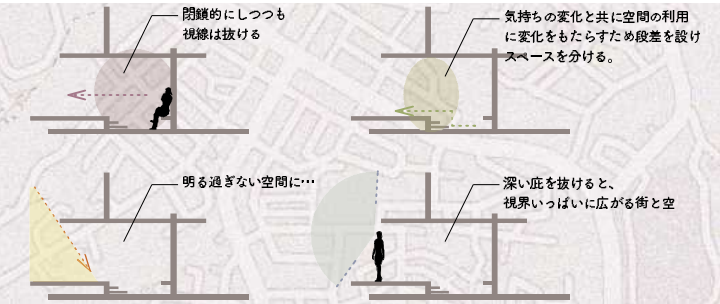 閉鎖的にしつつも
視線は抜ける
気持ちの変化と共に空間の利用
に変化をもたらすため段差を設け
スペースを分ける。
明る過ぎない空間に…
深い庇を抜けると、
視界いっぱいに広がる街と空